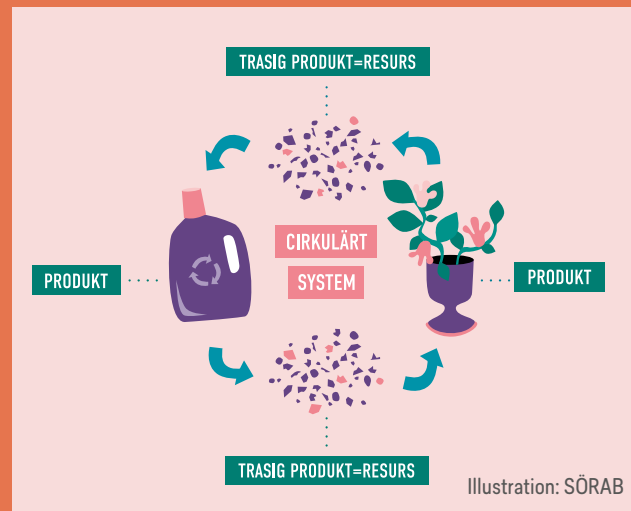 TRASIG PRODUKT=RESURS
CIRKULÄRT
SYSTEM
PRODUKT
PRODUKT
TRASIG PRODUKT=RESURS
Illustration: SÖRAB